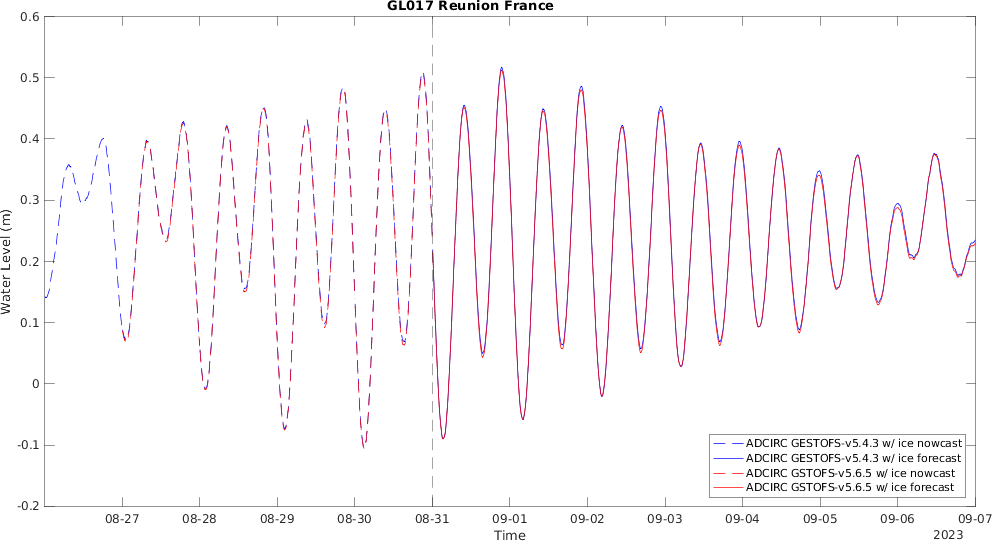 GL017 Reunion France
0.6
0.5
0.4
0.3
0.2
0.1
0
-0.1
-0.2
Water Level (m)
ADCIRC GESTOFS-v5.4.3 w/ ice nowcast
ADCIRC GESTOFS-v5.4.3 w/ ice forecast
ADCIRC GSTOFS-v5.6.5 w/ ice nowcast
ADCIRC GSTOFS-v5.6.5 w/ ice forecast
08-27 08-28 08-29 08-30 08-31 09-01 09-02 09-03 09-04 09-05 09-06 09-07
Time
2023